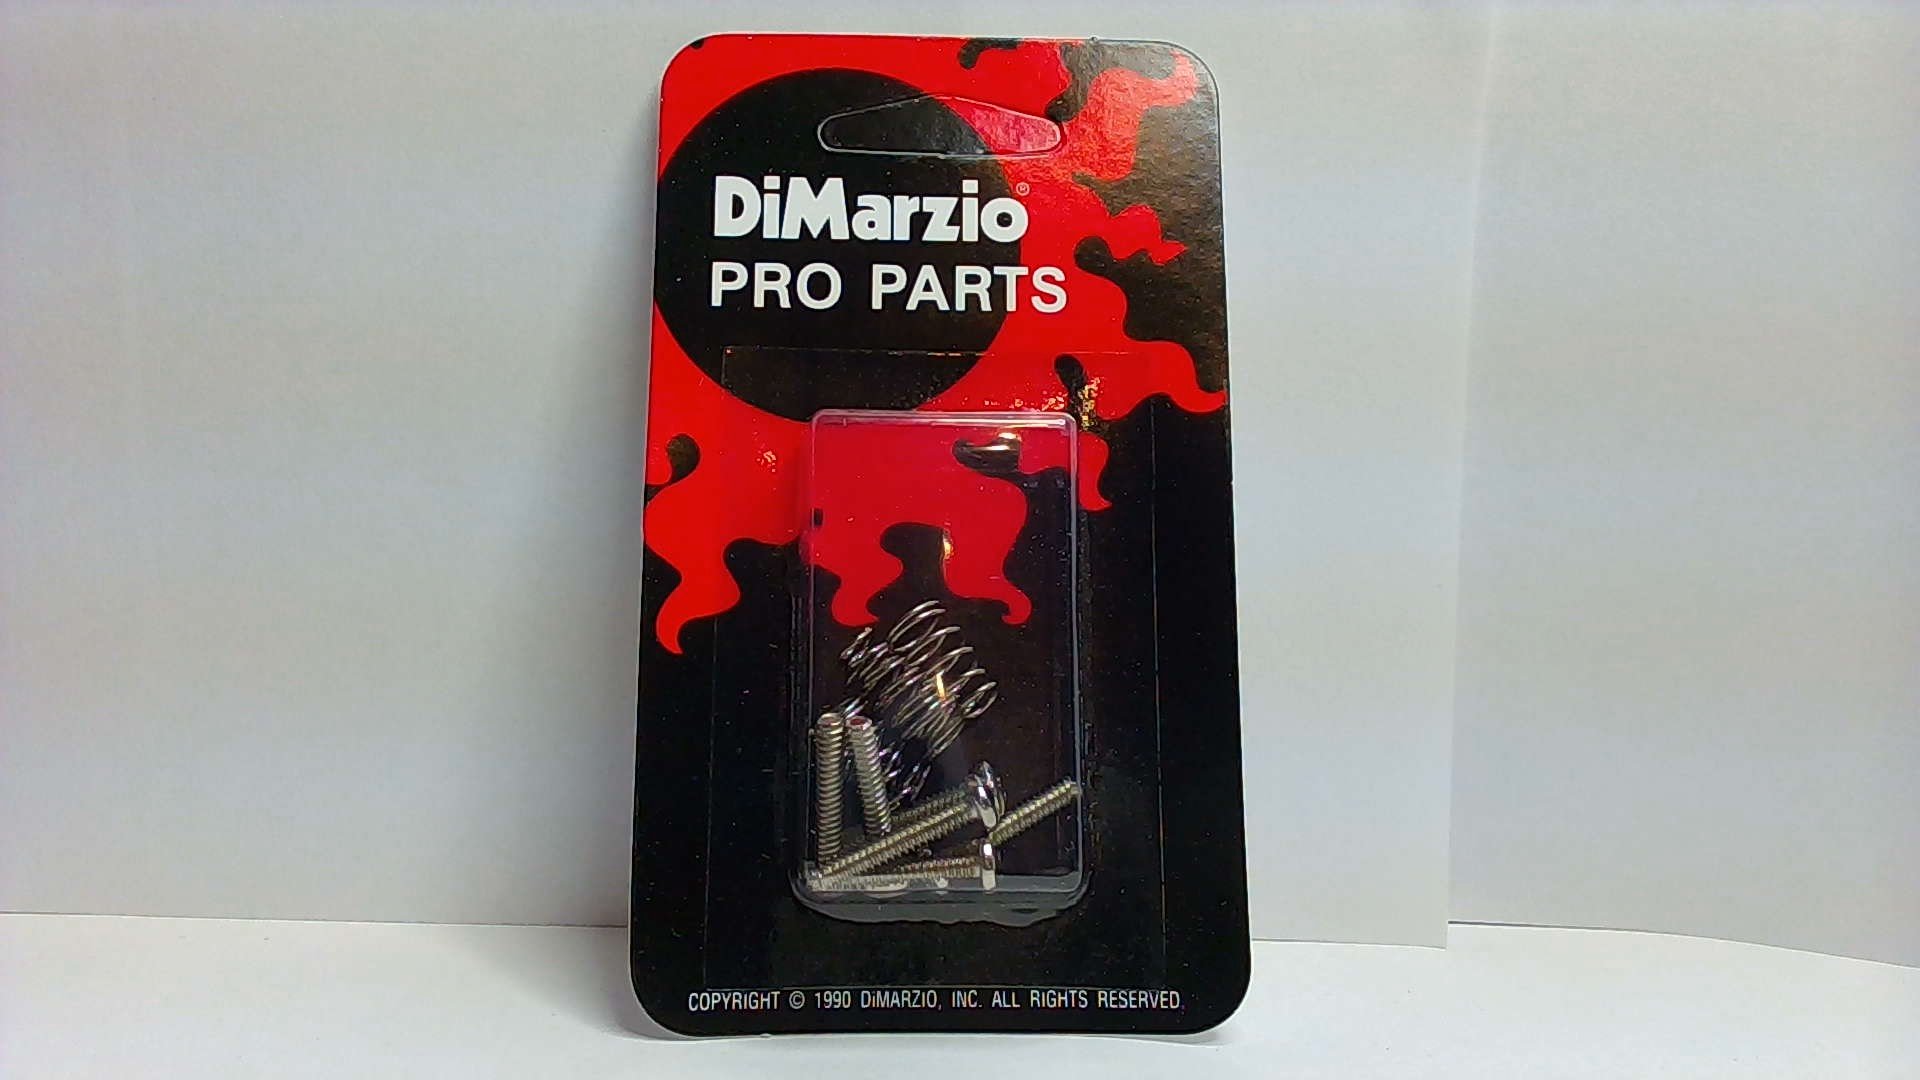 DiMarzio®
PRO PARTS
COPYRIGHT © 1990 DiMARZIO, INC. ALL RIGHTS RESERVED.